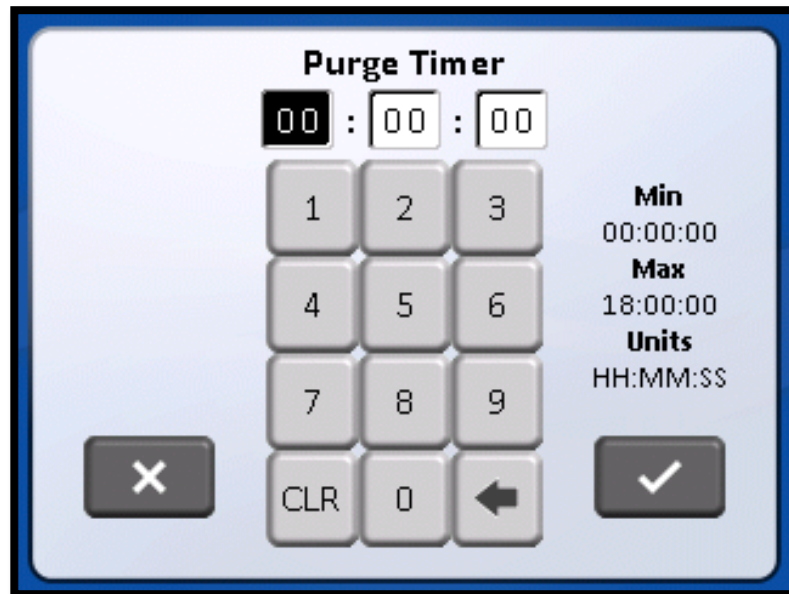 Purge Timer
00 : 00 : 00
1 2 3
4 5 6
7 8 9
CLR 0
Min
00:00:00
Max
18:00:00
Units
HH:MM:SS